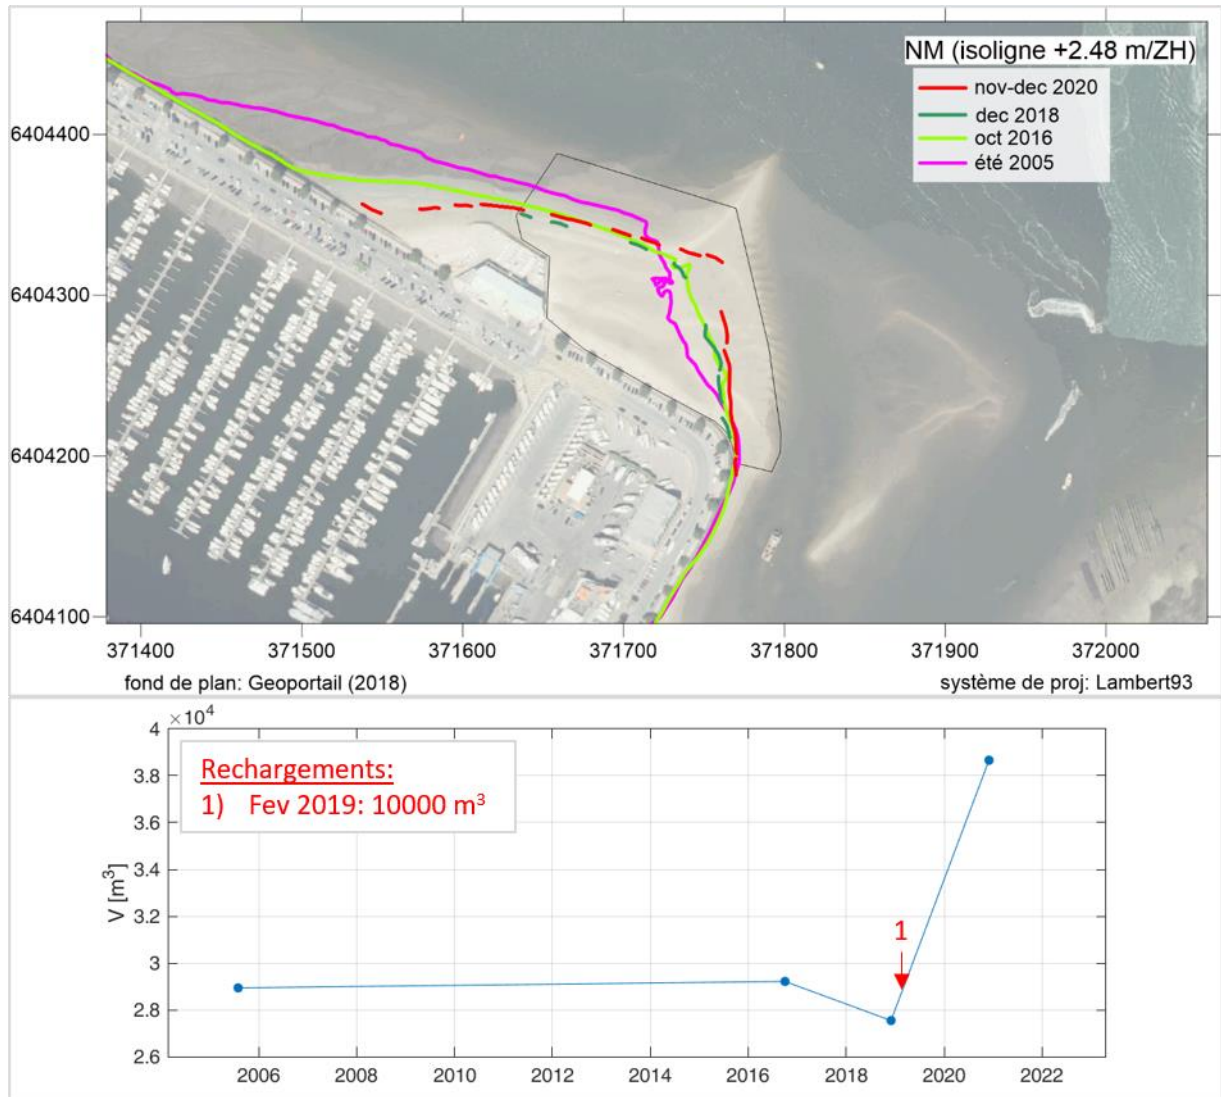 NM (isoligne +2.48 m/ZH)
nov-dec 2020
dec 2018
oct 2016
été 2005
6404400
6404300
6404200
6404100
371400 371500 371600 371700 371800 371900 372000
fond de plan: Geoportail (2018) système de proj: Lambert93
×10⁴
4
3.8
3.6
3.4
3.2
3
2.8
2.6
V [m³]
Rechargements:
1) Fev 2019: 10000 m³
1
2006 2008 2010 2012 2014 2016 2018 2020 2022